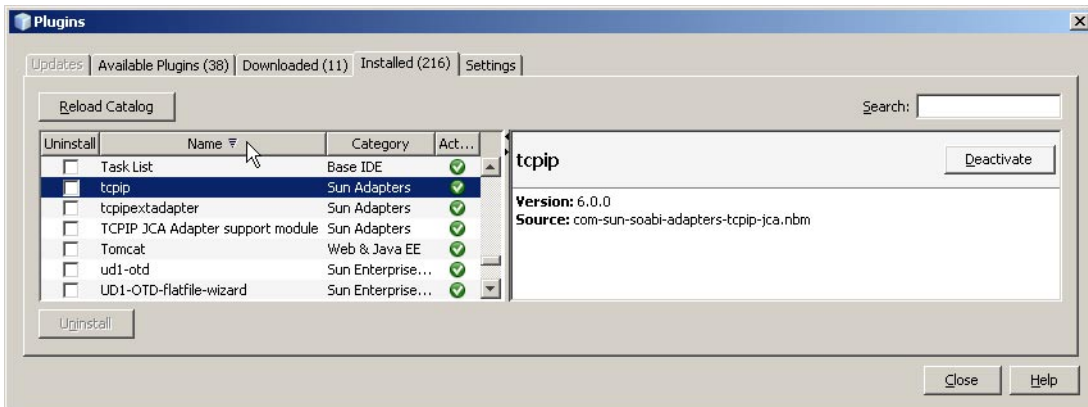 Plugins
Updates Available Plugins (38) Downloaded (11) Installed (216) Settings
Reload Catalog Search:
Uninstall Name Category Act...
Task List Base IDE
tcpip Sun Adapters
tcpipextadapter Sun Adapters
TCPIP JCA Adapter support module Sun Adapters
Tomcat Web & Java EE
ud1-otd Sun Enterprise...
UD1-OTD-flatfile-wizard Sun Enterprise...
tcpip Deactivate
Version: 6.0.0
Source: com-sun-soabi-adapters-tcpip-jca.nbm
Uninstall
Close Help